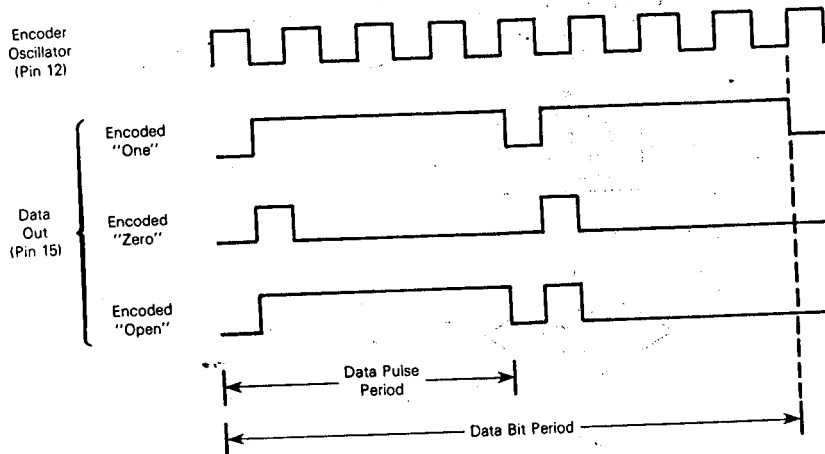 Encoder
Oscillator
(Pin 12)
Encoded
"One"
Data
Out
(Pin 15)
Encoded
"Zero"
Encoded
"Open"
Data Pulse
Period
Data Bit Period